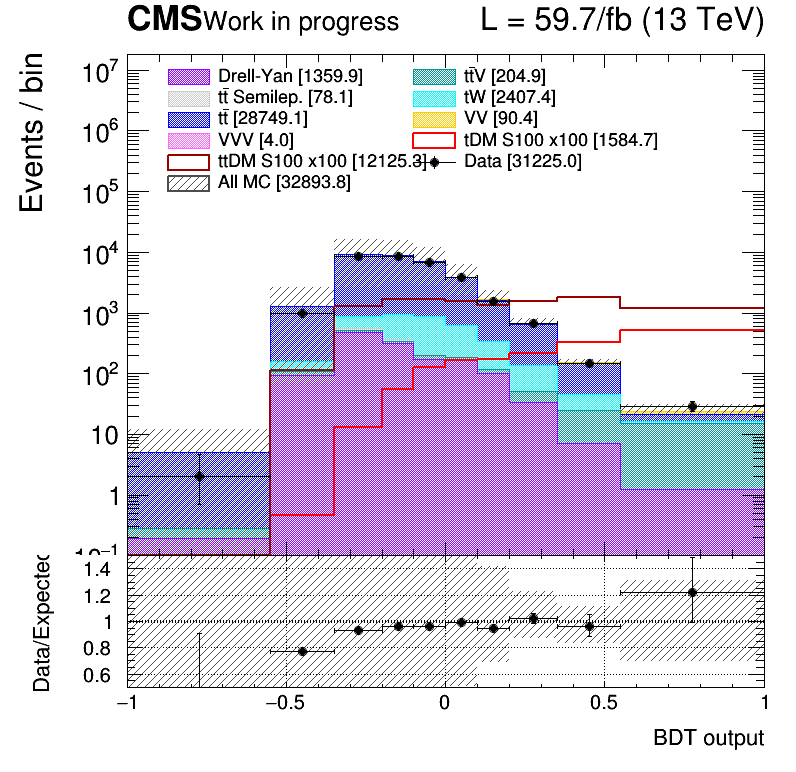 CMS Work in progress L = 59.7/fb (13 TeV)
Events / bin
Drell-Yan [1359.9] tt̄V [204.9]
tt̄ Semilep. [78.1] tW [2407.4]
tt̄ [28749.1] VV [90.4]
VVV [4.0] tDM S100 x100 [1584.7]
ttDM S100 x100 [12125.3] Data [31225.0]
All MC [32893.8]
10⁷
10⁶
10⁵
10⁴
10³
10²
10
1
10⁻¹
Data/Expected
1.4
1.2
1
0.8
0.6
−1 −0.5 0 0.5 1
BDT output